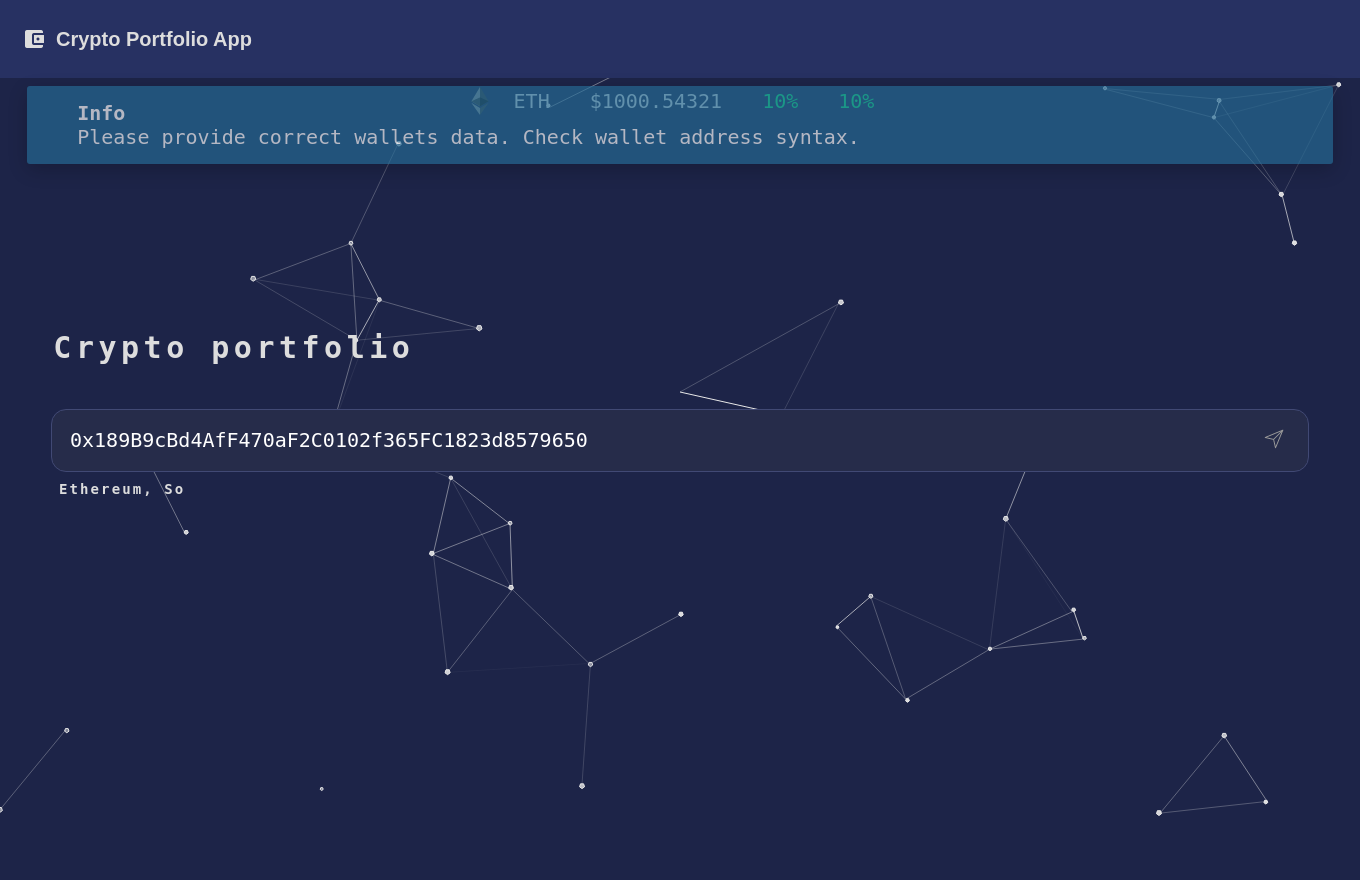 Crypto Portfolio App
ETH $1000.54321 10% 10%
Info
Please provide correct wallets data. Check wallet address syntax.
Crypto portfolio
0x189B9cBd4AfF470aF2C0102f365FC1823d8579650
Ethereum, So